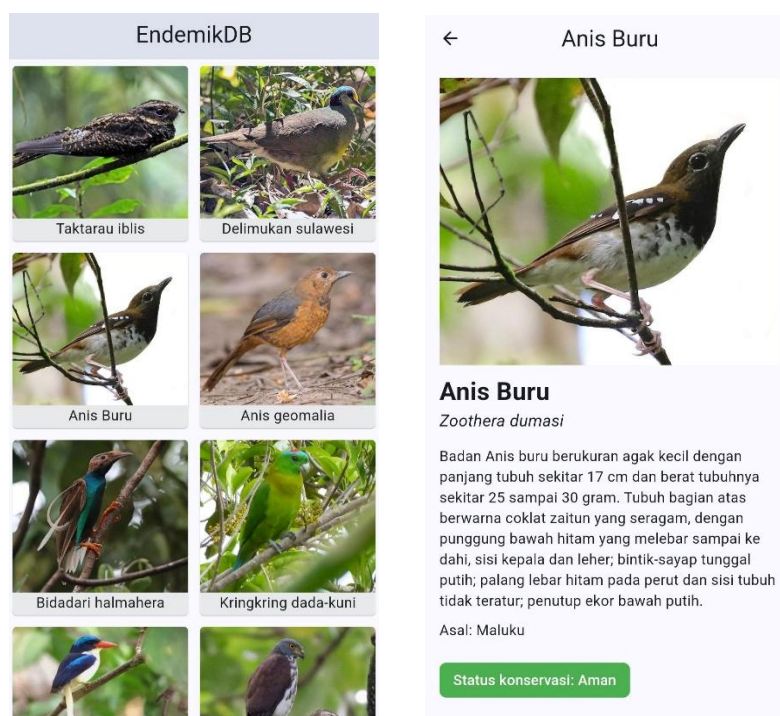 EndemikDB
Taktarau iblis
Delimukan sulawesi
Anis Buru
Anis geomalia
Bidadari halmahera
Kringkring dada-kuni
Anis Buru
Anis Buru
Zoothera dumasi
Badan Anis buru berukuran agak kecil dengan
panjang tubuh sekitar 17 cm dan berat tubuhnya
sekitar 25 sampai 30 gram. Tubuh bagian atas
berwarna coklat zaitun yang seragam, dengan
punggung bawah hitam yang melebar sampai ke
dahi, sisi kepala dan leher; bintik-sayap tunggal
putih; palang lebar hitam pada perut dan sisi tubuh
tidak teratur; penutup ekor bawah putih.
Asal: Maluku
Status konservasi: Aman